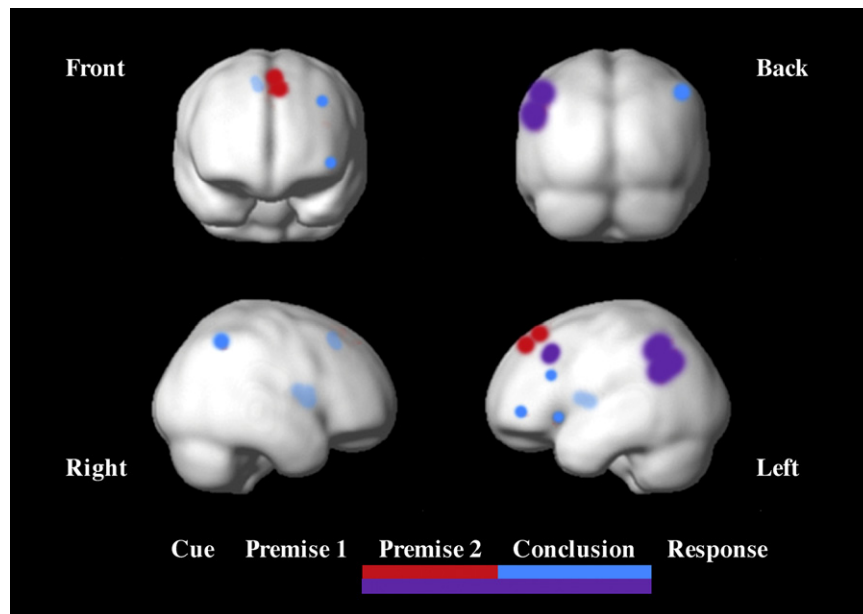 Front
Back
Right
Left
Cue Premise 1 Premise 2 Conclusion Response